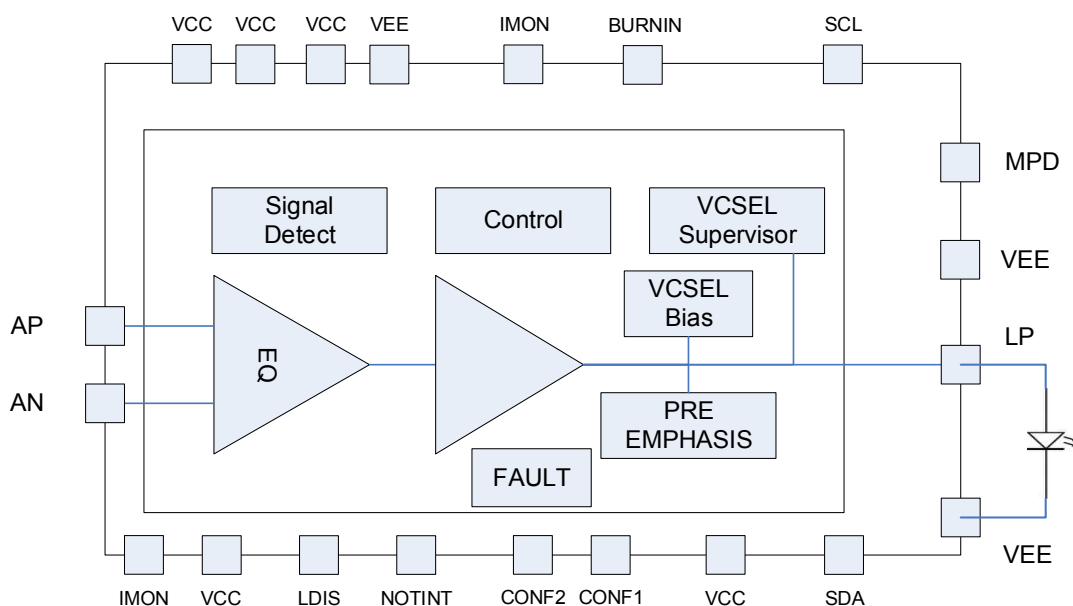 VCC
VCC
VCC
VEE
IMON
BURNIN
SCL
MPD
Signal
Detect
Control
VCSEL
Supervisor
VEE
VCSEL
Bias
AP
LP
EQ
AN
PRE
EMPHASIS
FAULT
VEE
IMON
VCC
LDIS
NOTINT
CONF2
CONF1
VCC
SDA